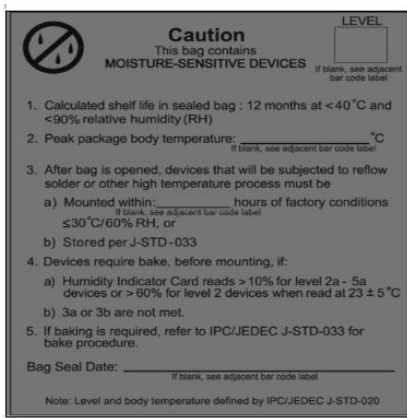 LEVEL
Caution
This bag contains
MOISTURE-SENSITIVE DEVICES
If blank, see adjacent
bar code label
1. Calculated shelf life in sealed bag : 12 months at < 40˚C and
<90% relative humidity (RH)
2. Peak package body temperature: ˚C
If blank, see adjacent bar code label
3. After bag is opened, devices that will be subjected to reflow
solder or other high temperature process must be
a) Mounted within: hours of factory conditions
If blank, see adjacent bar code label
≤30˚C/60% RH, or
b) Stored per J-STD-033
4. Devices require bake, before mounting, if:
a) Humidity Indicator Card reads > 10% for level 2a - 5a
devices or > 60% for level 2 devices when read at 23 ± 5˚C
b) 3a or 3b are not met.
5. If baking is required, refer to IPC/JEDEC J-STD-033 for
bake procedure.
Bag Seal Date:
If blank, see adjacent bar code label
Note: Level and body temperature defined by IPC/JEDEC J-STD-020